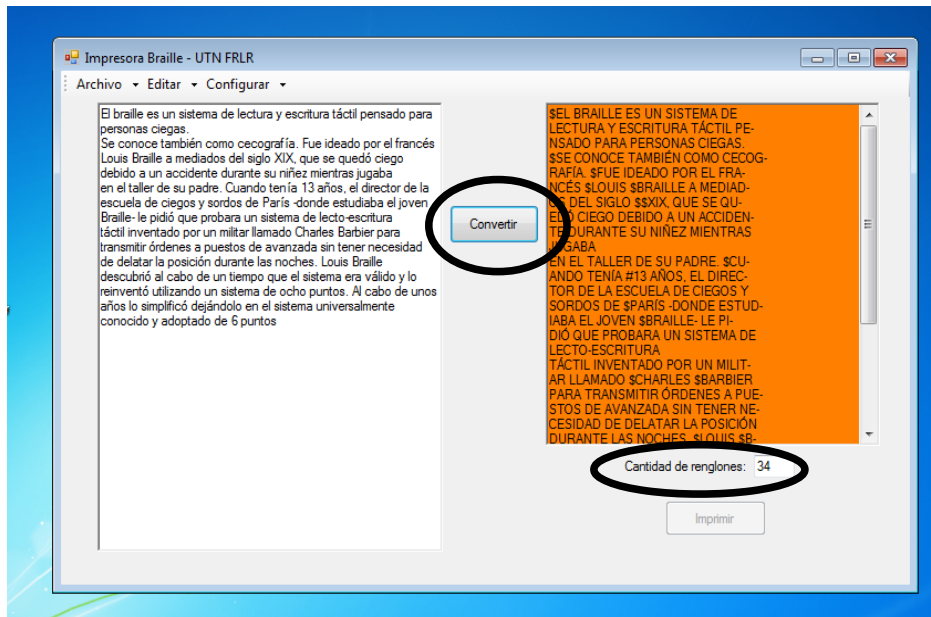 Impresora Braille - UTN FRLR
Archivo Editar Configurar
El braille es un sistema de lectura y escritura táctil pensado para
personas ciegas.
Se conoce también como cecografía. Fue ideado por el francés
Louis Braille a mediados del siglo XIX, que se quedó ciego
debido a un accidente durante su niñez mientras jugaba
en el taller de su padre. Cuando tenía 13 años, el director de la
escuela de ciegos y sordos de París -donde estudiaba el joven
Braille- le pidió que probara un sistema de lecto-escritura
táctil inventado por un militar llamado Charles Barbier para
transmitir órdenes a puestos de avanzada sin tener necesidad
de delatar la posición durante las noches. Louis Braille
descubrió al cabo de un tiempo que el sistema era válido y lo
reinventó utilizando un sistema de ocho puntos. Al cabo de unos
años lo simplificó dejándolo en el sistema universalmente
conocido y adoptado de 6 puntos
Convertir
$EL BRAILLE ES UN SISTEMA DE
LECTURA Y ESCRITURA TÁCTIL PE-
NSADO PARA PERSONAS CIEGAS.
$SE CONOCE TAMBIÉN COMO CECOG-
RAFÍA. $FUE IDEADO POR EL FRA-
NCÉS $LOUIS $BRAILLE A MEDIAD-
OS DEL SIGLO $$XIX, QUE SE QU-
EDÓ CIEGO DEBIDO A UN ACCIDEN-
TE DURANTE SU NIÑEZ MIENTRAS
JUGABA
EN EL TALLER DE SU PADRE. $CU-
ANDO TENÍA #13 AÑOS, EL DIREC-
TOR DE LA ESCUELA DE CIEGOS Y
SORDOS DE $PARÍS -DONDE ESTUD-
IABA EL JOVEN $BRAILLE- LE PI-
DIÓ QUE PROBARA UN SISTEMA DE
LECTO-ESCRITURA
TÁCTIL INVENTADO POR UN MILIT-
AR LLAMADO $CHARLES $BARBIER
PARA TRANSMITIR ÓRDENES A PUE-
STOS DE AVANZADA SIN TENER NE-
CESIDAD DE DELATAR LA POSICIÓN
DURANTE LAS NOCHES. $LOUIS $B-
Cantidad de renglones: 34
Imprimir